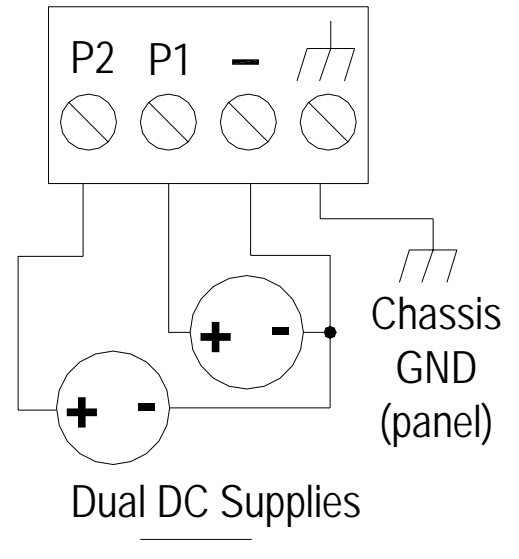 P2 P1 −
+ -
+ -
Chassis
GND
(panel)
Dual DC Supplies